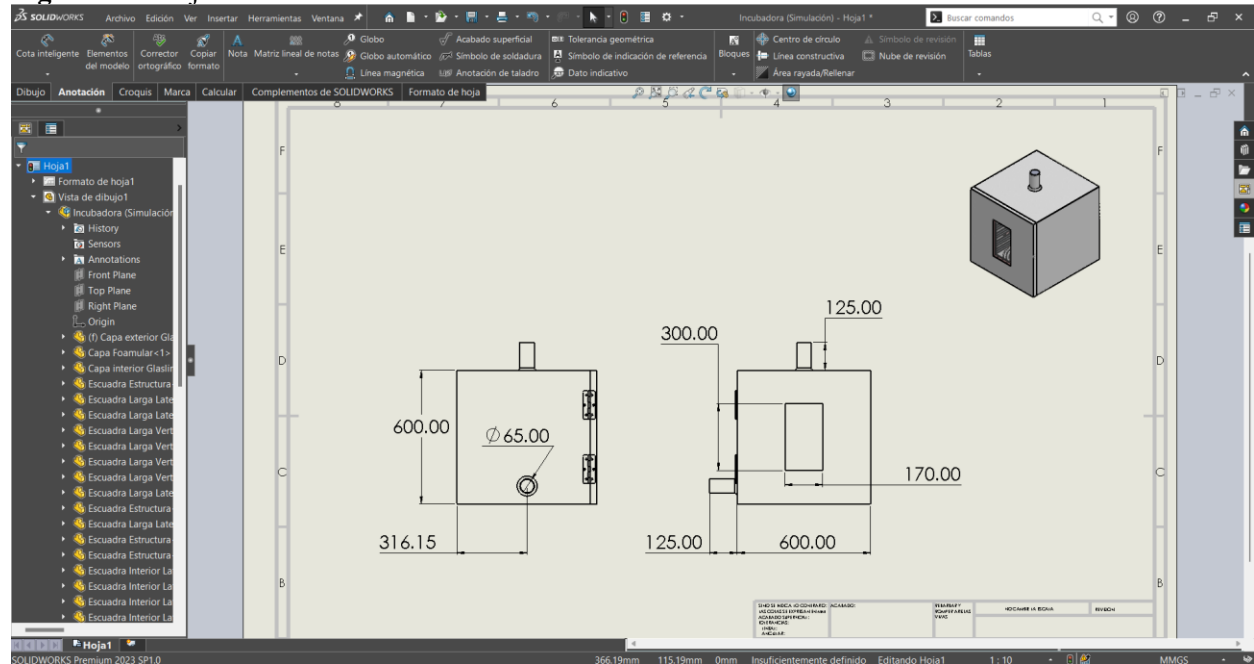 SOLIDWORKS Archivo Edición Ver Insertar Herramientas Ventana
Incubadora (Simulación) - Hoja1 *
Buscar comandos
Cota inteligente
Elementos del modelo
Corrector ortográfico
Copiar formato
Nota
Matriz lineal de notas
Globo
Globo automático
Línea magnética
Acabado superficial
Símbolo de soldadura
Anotación de taladro
Tolerancia geométrica
Símbolo de indicación de referencia
Dato indicativo
Bloques
Centro de círculo
Línea constructiva
Área rayada/Rellenar
Símbolo de revisión
Nube de revisión
Tablas
Dibujo Anotación Croquis Marca Calcular Complementos de SOLIDWORKS Formato de hoja
8 7 6 5 4 3 2 1
Hoja1
Formato de hoja1
Vista de dibujo1
Incubadora (Simulación
History
Sensors
Annotations
Front Plane
Top Plane
Right Plane
Origin
(f) Capa exterior Gla
Capa Foamular<1>
Capa interior Glaslin
Escuadra Estructura
Escuadra Larga Late
Escuadra Larga Late
Escuadra Larga Vert
Escuadra Larga Vert
Escuadra Larga Vert
Escuadra Larga Vert
Escuadra Larga Late
Escuadra Estructura
Escuadra Larga Late
Escuadra Estructura
Escuadra Estructura
Escuadra Interior La
Escuadra Interior La
Escuadra Interior La
Escuadra Interior La
F F
E E
D D
C C
B B
125.00
300.00
600.00
Ø65.00
170.00
316.15
125.00
600.00
ACABADO:
REVISIÓN
Hoja1
SOLIDWORKS Premium 2023 SP1.0
366.19mm 115.19mm 0mm Insuficientemente definido Editando Hoja1 1:10 MMGS